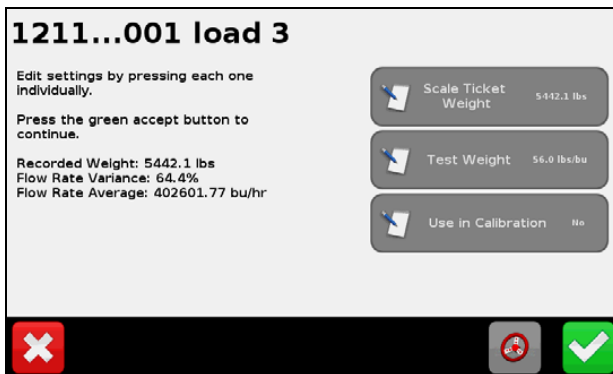 1211...001 load 3
Edit settings by pressing each one
individually.
Press the green accept button to
continue.
Recorded Weight: 5442.1 lbs
Flow Rate Variance: 64.4%
Flow Rate Average: 402601.77 bu/hr
Scale Ticket
Weight
5442.1 lbs
Test Weight
56.0 lbs/bu
Use in Calibration
No